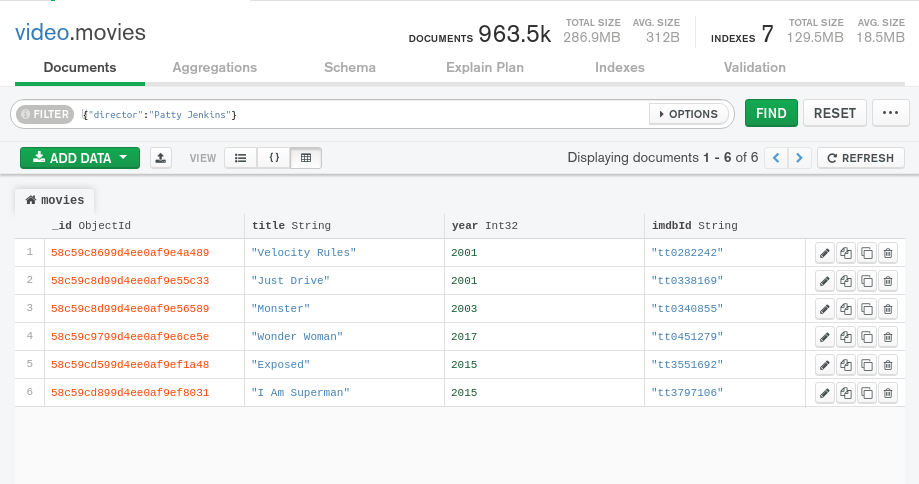 video.movies
DOCUMENTS 963.5k TOTAL SIZE 286.9MB AVG. SIZE 312B INDEXES 7 TOTAL SIZE 129.5MB AVG. SIZE 18.5MB
Documents Aggregations Schema Explain Plan Indexes Validation
FILTER {"director":"Patty Jenkins"} OPTIONS FIND RESET ...
ADD DATA VIEW {} Displaying documents 1 - 6 of 6 < > REFRESH
movies
_id ObjectId title String year Int32 imdbId String
1 58c59c8699d4ee0af9e4a489 "Velocity Rules" 2001 "tt0282242"
2 58c59c8d99d4ee0af9e55c33 "Just Drive" 2001 "tt0338169"
3 58c59c8d99d4ee0af9e56589 "Monster" 2003 "tt0340855"
4 58c59c9799d4ee0af9e6ce5e "Wonder Woman" 2017 "tt0451279"
5 58c59cd599d4ee0af9ef1a48 "Exposed" 2015 "tt3551692"
6 58c59cd899d4ee0af9ef8031 "I Am Superman" 2015 "tt3797106"